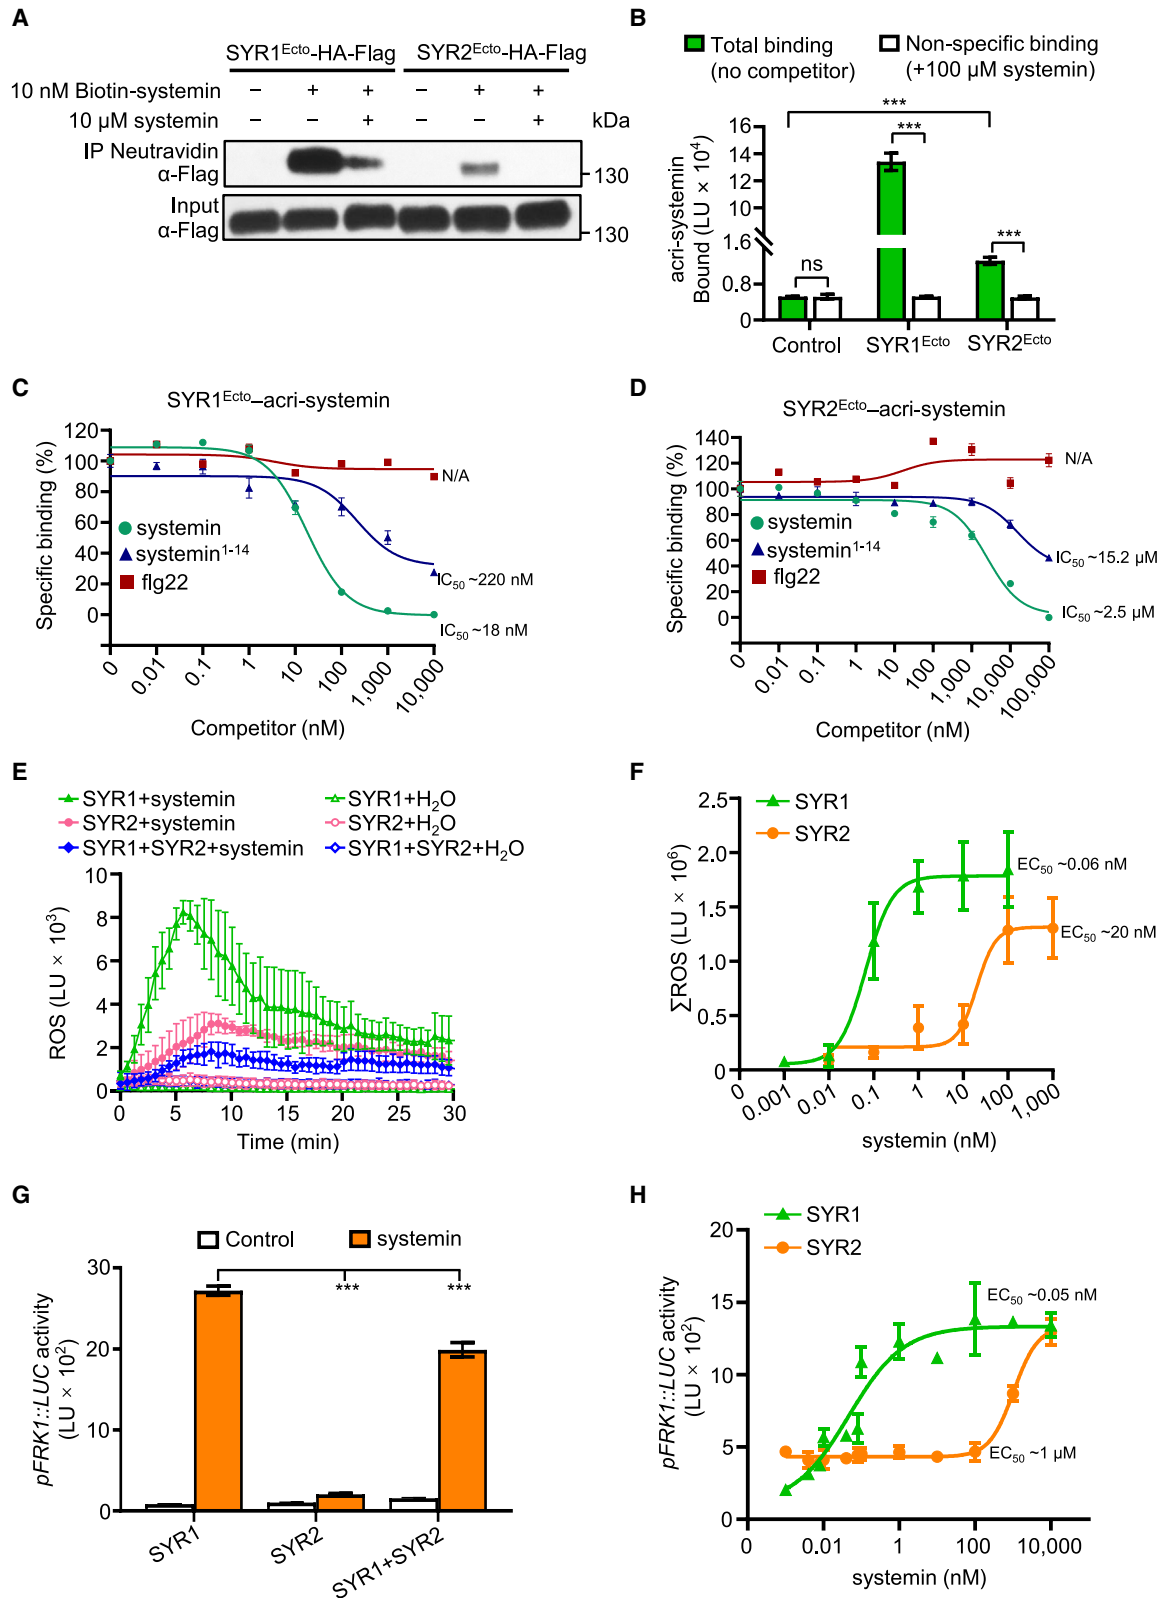 A
SYR1Ecto-HA-Flag SYR2Ecto-HA-Flag
10 nM Biotin-systemin – + + – + +
10 µM systemin – – + – – + kDa
IP Neutravidin
α-Flag
130
Input
α-Flag
130
B
Total binding
(no competitor)
Non-specific binding
(+100 µM systemin)
acri-systemin
Bound (LU × 10⁴)
16
14
12
10
1.6
0.8
0
ns
***
***
***
Control SYR1Ecto SYR2Ecto
C
SYR1Ecto–acri-systemin
Specific binding (%)
120
100
80
60
40
20
0
systemin
systemin1-14
flg22
N/A
IC50 ~220 nM
IC50 ~18 nM
0 0.01 0.1 1 10 100 1,000 10,000
Competitor (nM)
D
SYR2Ecto–acri-systemin
Specific binding (%)
140
120
100
80
60
40
20
0
systemin
systemin1-14
flg22
N/A
IC50 ~15.2 µM
IC50 ~2.5 µM
0 0.01 0.1 1 10 100 1,000 10,000 100,000
Competitor (nM)
E
SYR1+systemin SYR1+H2O
SYR2+systemin SYR2+H2O
SYR1+SYR2+systemin SYR1+SYR2+H2O
ROS (LU × 10³)
10
8
6
4
2
0
0 5 10 15 20 25 30
Time (min)
F
SYR1
SYR2
∑ROS (LU × 10⁶)
2.5
2.0
1.5
1.0
0.5
0
EC50 ~0.06 nM
EC50 ~20 nM
0 0.001 0.01 0.1 1 10 100 1,000
systemin (nM)
G
Control systemin
pFRK1::LUC activity
(LU × 10²)
30
20
10
0
*** ***
SYR1 SYR2 SYR1+SYR2
H
SYR1
SYR2
pFRK1::LUC activity
(LU × 10²)
20
15
10
5
0
EC50 ~0.05 nM
EC50 ~1 µM
0 0.01 1 100 10,000
systemin (nM)